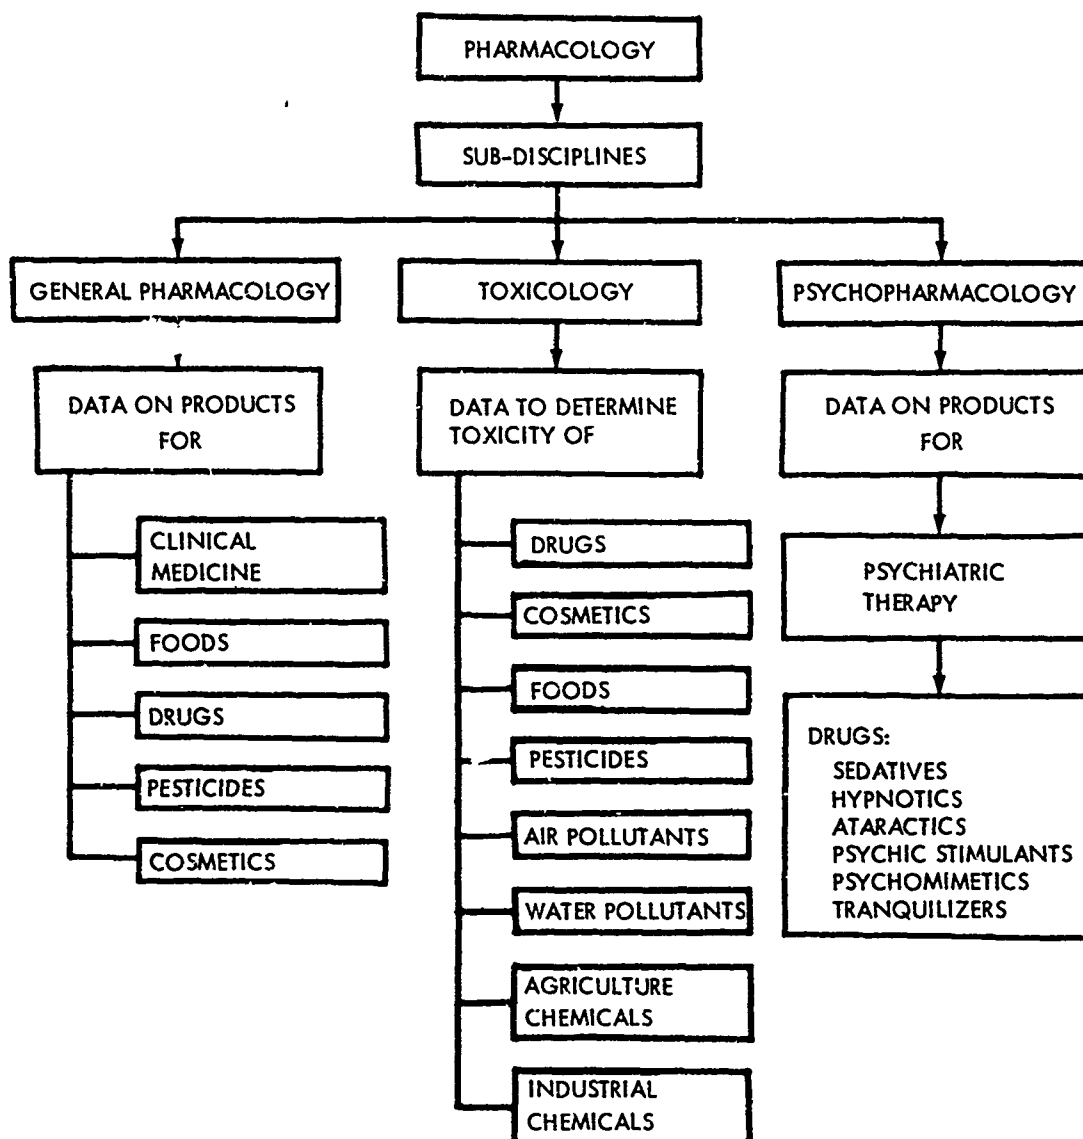 PHARMACOLOGY
SUB-DISCIPLINES
GENERAL PHARMACOLOGY
DATA ON PRODUCTS
FOR
CLINICAL
MEDICINE
FOODS
DRUGS
PESTICIDES
COSMETICS
TOXICOLOGY
DATA TO DETERMINE
TOXICITY OF
DRUGS
COSMETICS
FOODS
PESTICIDES
AIR POLLUTANTS
WATER POLLUTANTS
AGRICULTURE
CHEMICALS
INDUSTRIAL
CHEMICALS
PSYCHOPHARMACOLOGY
DATA ON PRODUCTS
FOR
PSYCHIATRIC
THERAPY
DRUGS:
SEDATIVES
HYPNOTICS
ATARACTICS
PSYCHIC STIMULANTS
PSYCHOMIMETICS
TRANQUILIZERS